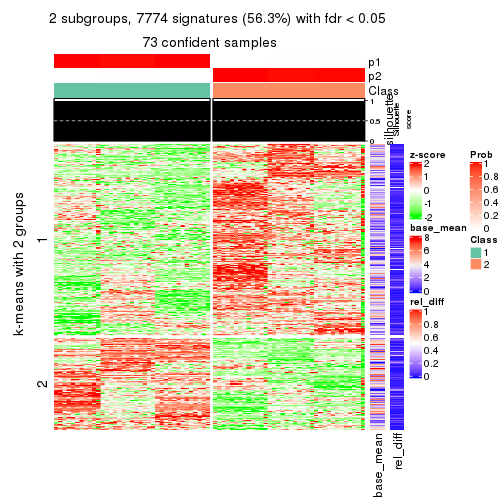 2 subgroups, 7774 signatures (56.3%) with fdr < 0.05
73 confident samples
p1
p2
Class
1
0.5
0
silhouette
Silhouette
score
k-means with 2 groups
1
2
base_mean
rel_diff
z-score
2
1
0
-1
-2
base_mean
8
6
4
2
0
rel_diff
1
0.8
0.6
0.4
0.2
0
Prob
1
0.8
0.6
0.4
0.2
0
Class
1
2